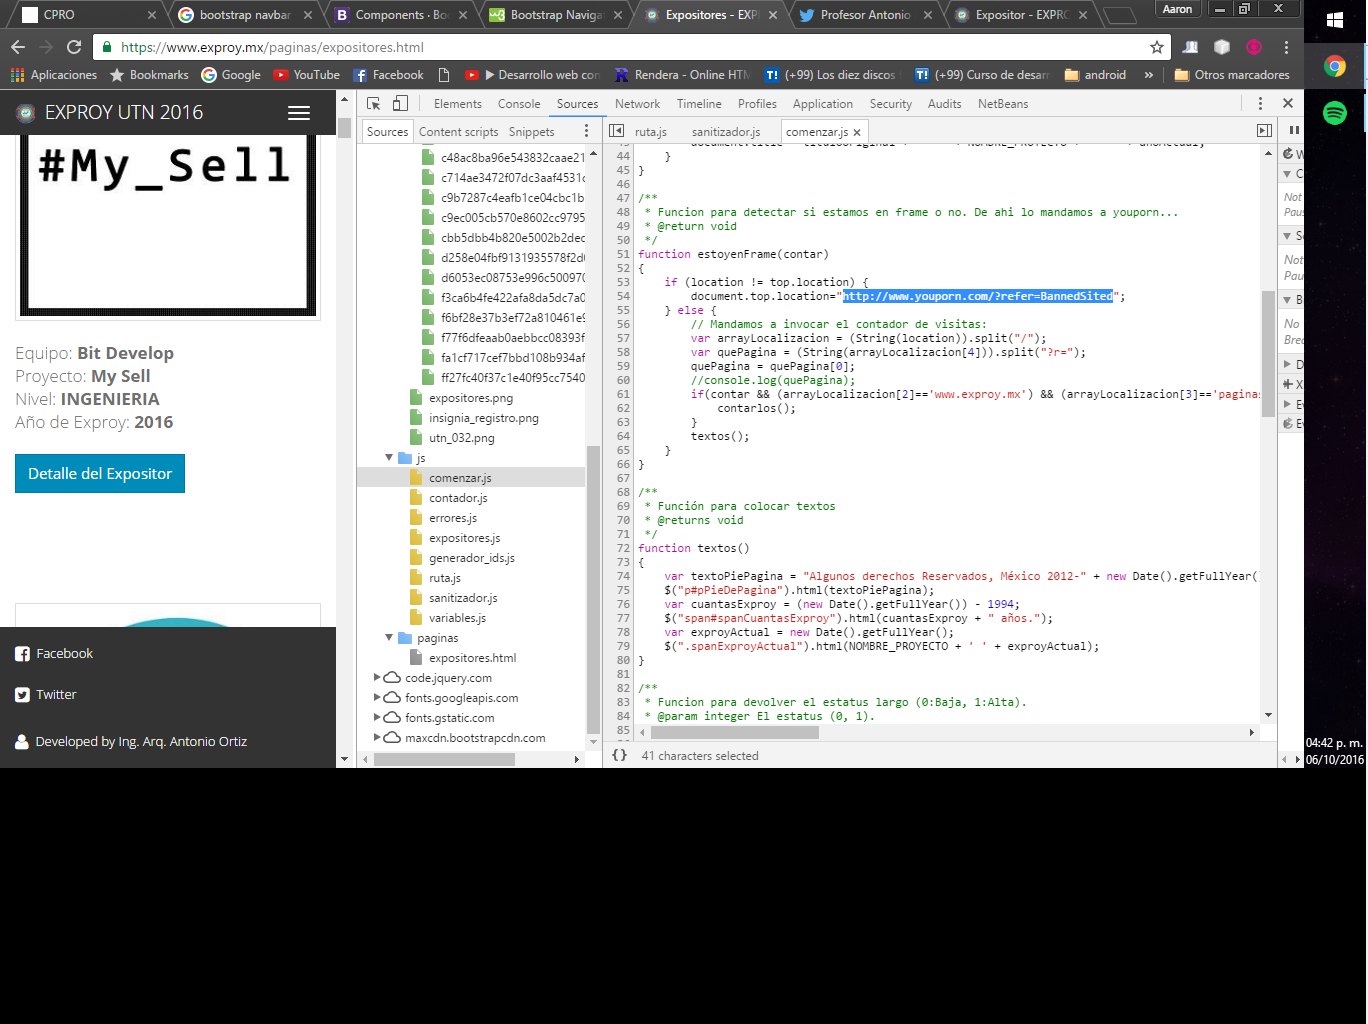 CPRO
bootstrap navbar
Components · Bo
Bootstrap Naviga
Expositores - EXP
Profesor Antonio
Expositor - EXPRO
Aaron
https://www.exproy.mx/paginas/expositores.html
Aplicaciones
Bookmarks
Google
YouTube
Facebook
Desarrollo web con
Rendera - Online HTM
(+99) Los diez discos
(+99) Curso de desar
android
»
Otros marcadores
EXPROY UTN 2016
#My_Sell
Equipo: Bit Develop
Proyecto: My Sell
Nivel: INGENIERIA
Año de Exproy: 2016
Detalle del Expositor
Facebook
Twitter
Developed by Ing. Arq. Antonio Ortiz
Elements Console Sources Network Timeline Profiles Application Security Audits NetBeans
Sources Content scripts Snippets
c48ac8ba96e543832caae21
c714ae3472f07dc3aaf4531c
c9b7287c4eafb1ce04cbc1b
c9ec005cb570e8602cc9795
cbb5dbb4b820e5002b2dec
d258e04fbf9131935578f2d
d6053ec08753e996c500970
f3ca6b4fe422afa8da5dc7a0
f6bf28e37b3ef72a810461e9
f77f6dfeaab0aebbcc08393f
fa1cf717cef7bbd108b934af
ff27fc40f37c1e40f95cc7540
expositores.png
insignia_registro.png
utn_032.png
js
comenzar.js
contador.js
errores.js
expositores.js
generador_ids.js
ruta.js
sanitizador.js
variables.js
paginas
expositores.html
code.jquery.com
fonts.googleapis.com
fonts.gstatic.com
maxcdn.bootstrapcdn.com
ruta.js sanitizador.js comenzar.js
44 }
45 }
46
47 /**
48 * Funcion para detectar si estamos en frame o no. De ahi lo mandamos a youporn...
49 * @return void
50 */
51 function estoyenFrame(contar)
52 {
53 if (location != top.location) {
54 document.top.location="http://www.youporn.com/?refer=BannedSited";
55 } else {
56 // Mandamos a invocar el contador de visitas:
57 var arrayLocalizacion = (String(location)).split("/");
58 var quePagina = (String(arrayLocalizacion[4])).split("?r=");
59 quePagina = quePagina[0];
60 //console.log(quePagina);
61 if(contar && (arrayLocalizacion[2]=='www.exproy.mx') && (arrayLocalizacion[3]=='paginas
62 contarlos();
63 }
64 textos();
65 }
66 }
67
68 /**
69 * Función para colocar textos
70 * @returns void
71 */
72 function textos()
73 {
74 var textoPiePagina = "Algunos derechos Reservados, México 2012-" + new Date().getFullYear(
75 $("p#pPieDePagina").html(textoPiePagina);
76 var cuantasExproy = (new Date().getFullYear()) - 1994;
77 $("span#spanCuantasExproy").html(cuantasExproy + " años.");
78 var exproyActual = new Date().getFullYear();
79 $(".spanExproyActual").html(NOMBRE_PROYECTO + ' ' + exproyActual);
80 }
81
82 /**
83 * Funcion para devolver el estatus largo (0:Baja, 1:Alta).
84 * @param integer El estatus (0, 1).
85
{} 41 characters selected
Not
Pau
Not
Pau
No
Bre
04:42 p. m.
06/10/2016